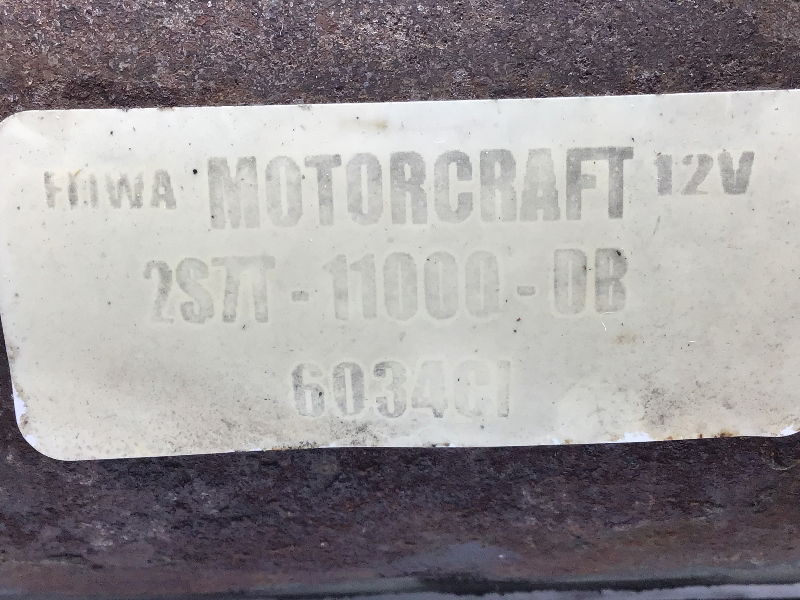 MOTORCRAFT 12V
2S7T-11000-DB
6034CI